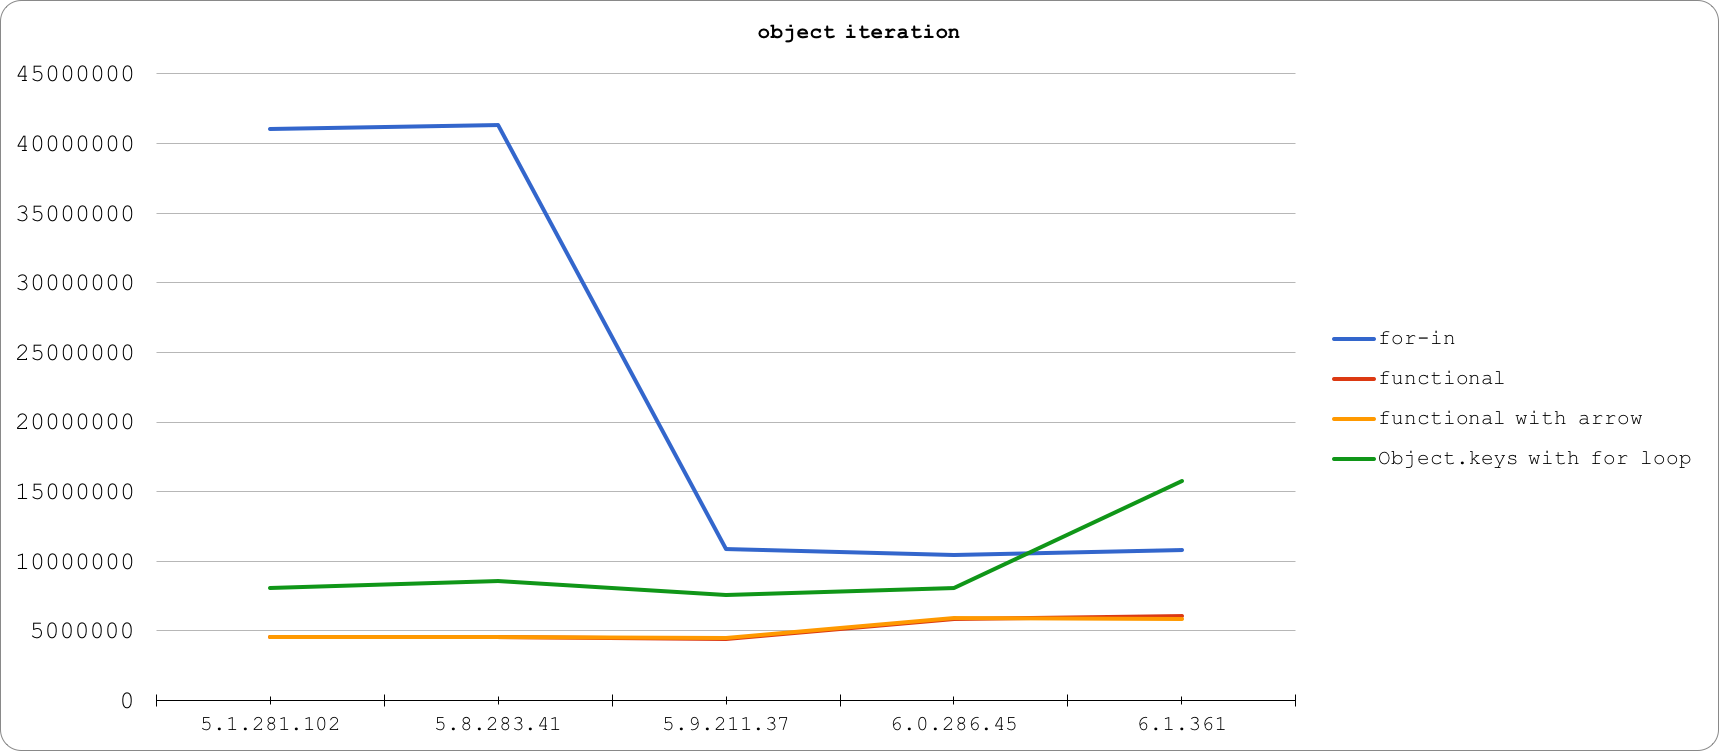 object iteration
45000000
40000000
35000000
30000000
25000000
20000000
15000000
10000000
5000000
0
5.1.281.102 5.8.283.41 5.9.211.37 6.0.286.45 6.1.361
for-in
functional
functional with arrow
Object.keys with for loop